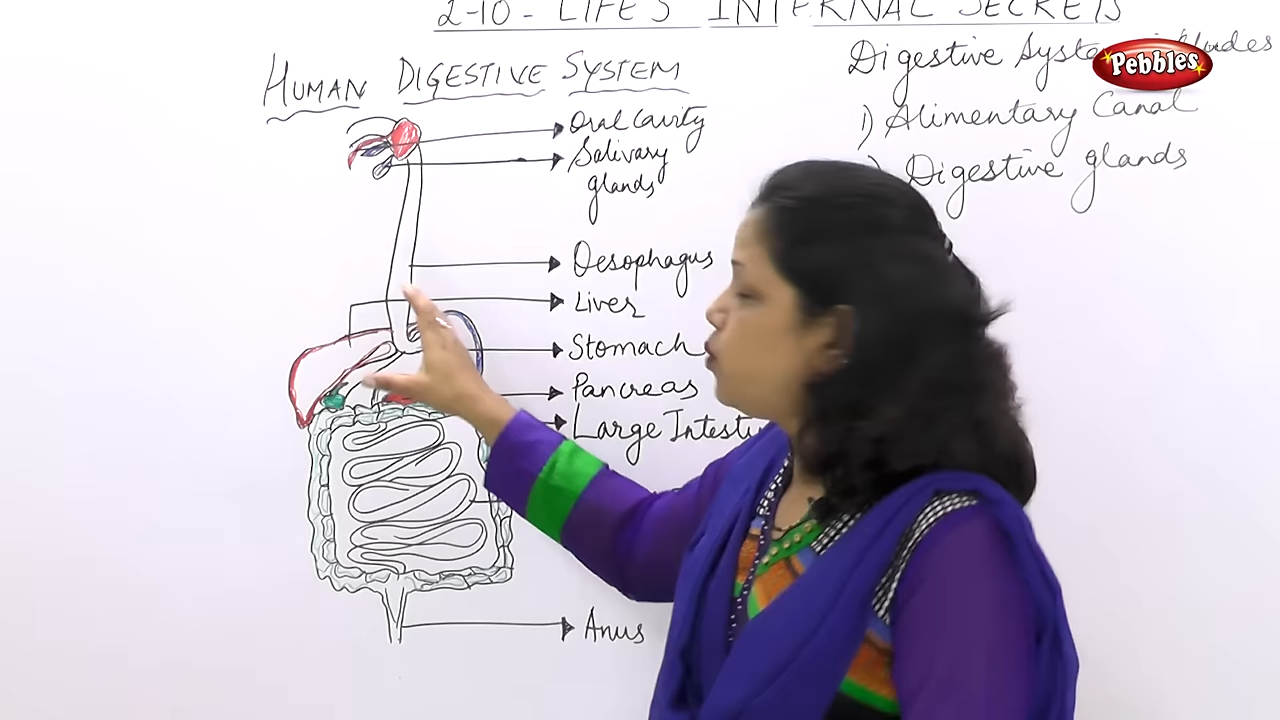 2-10 - LIFE'S INTERNAL SECRETS
HUMAN DIGESTIVE SYSTEM
Oral Cavity
Salivary
glands
Oesophagus
Liver
Stomach
Pancreas
Large Intesti
Anus
Digestive System
Pebbles
1) Alimentary Canal
Digestive glands